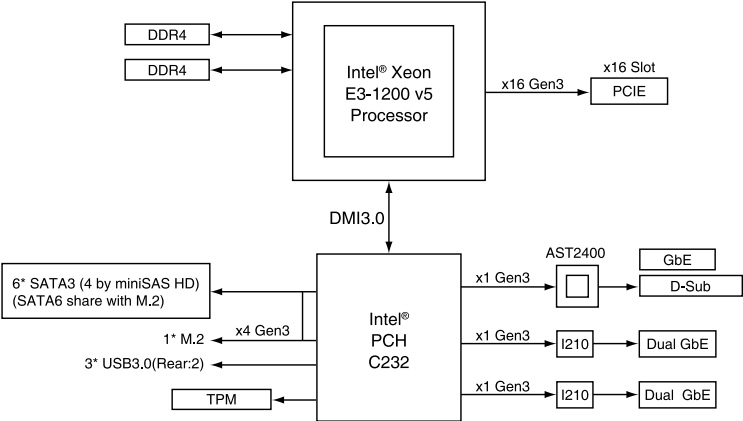 DDR4
DDR4
Intel® Xeon
E3-1200 v5
Processor
x16 Gen3
x16 Slot
PCIE
DMI3.0
6* SATA3 (4 by miniSAS HD)
(SATA6 share with M.2)
x4 Gen3
1* M.2
3* USB3.0(Rear:2)
TPM
Intel®
PCH
C232
x1 Gen3
AST2400
GbE
D-Sub
x1 Gen3
I210
Dual GbE
x1 Gen3
I210
Dual GbE